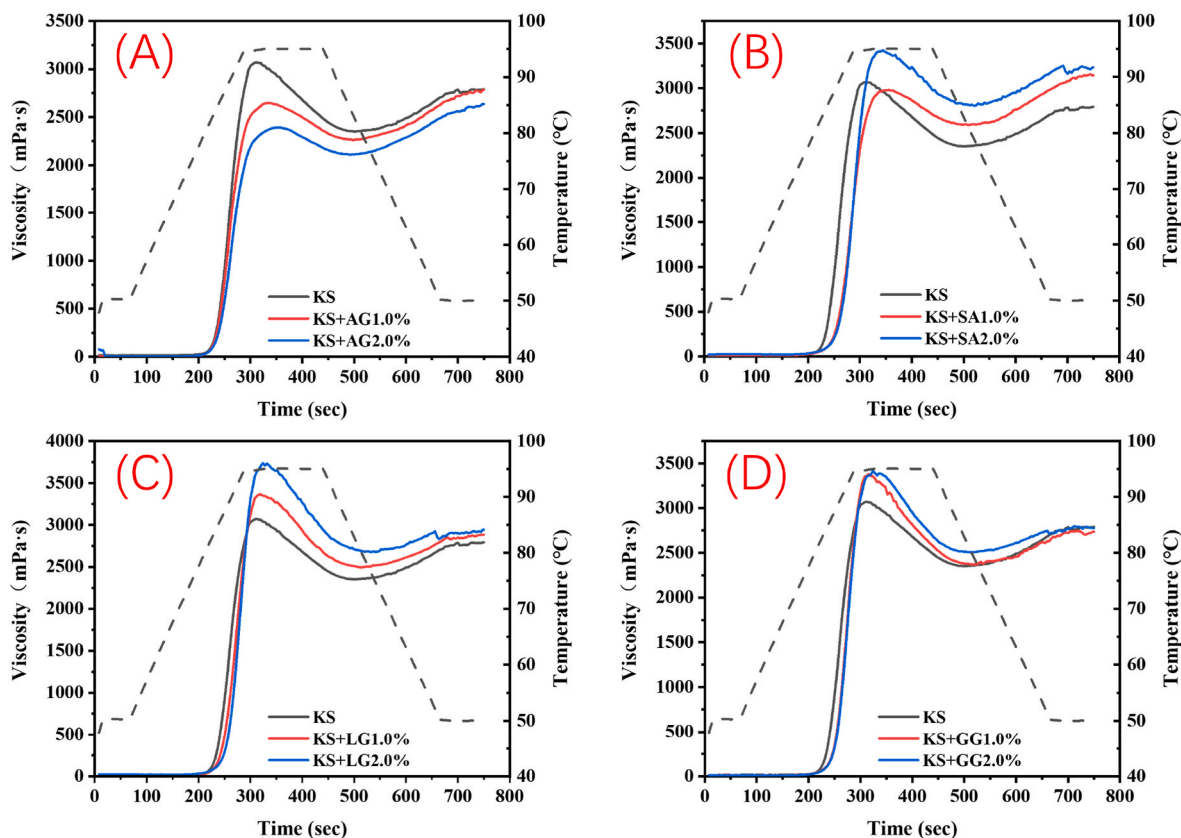 (A)
Viscosity (mPa·s)
3500
3000
2500
2000
1500
1000
500
0
0 100 200 300 400 500 600 700 800
Time (sec)
100
90
80
70
60
50
40
Temperature (℃)
KS
KS+AG1.0%
KS+AG2.0%
(B)
Viscosity (mPa·s)
3500
3000
2500
2000
1500
1000
500
0
0 100 200 300 400 500 600 700 800
Time (sec)
100
90
80
70
60
50
40
Temperature (℃)
KS
KS+SA1.0%
KS+SA2.0%
(C)
Viscosity (mPa·s)
4000
3500
3000
2500
2000
1500
1000
500
0
0 100 200 300 400 500 600 700 800
Time (sec)
100
90
80
70
60
50
40
Temperature (℃)
KS
KS+LG1.0%
KS+LG2.0%
(D)
Viscosity (mPa·s)
3500
3000
2500
2000
1500
1000
500
0
0 100 200 300 400 500 600 700 800
Time (sec)
100
90
80
70
60
50
40
Temperature (℃)
KS
KS+GG1.0%
KS+GG2.0%